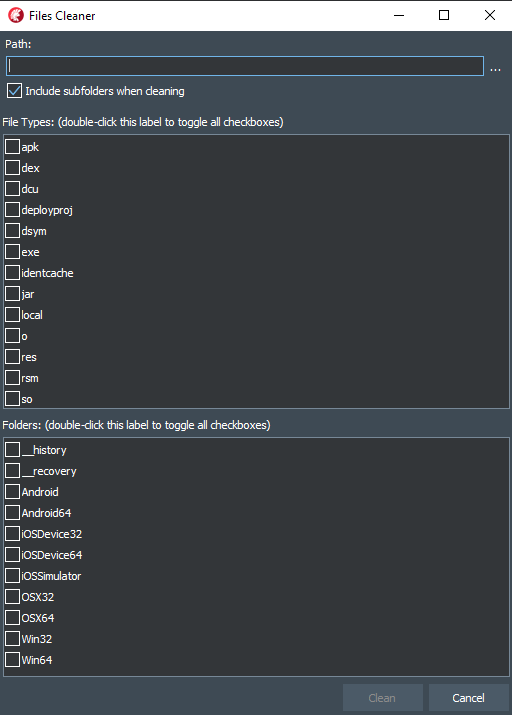 Files Cleaner
Path:
...
Include subfolders when cleaning
File Types: (double-click this label to toggle all checkboxes)
apk
dex
dcu
deployproj
dsym
exe
identcache
jar
local
o
res
rsm
so
Folders: (double-click this label to toggle all checkboxes)
__history
__recovery
Android
Android64
iOSDevice32
iOSDevice64
iOSSimulator
OSX32
OSX64
Win32
Win64
Clean Cancel